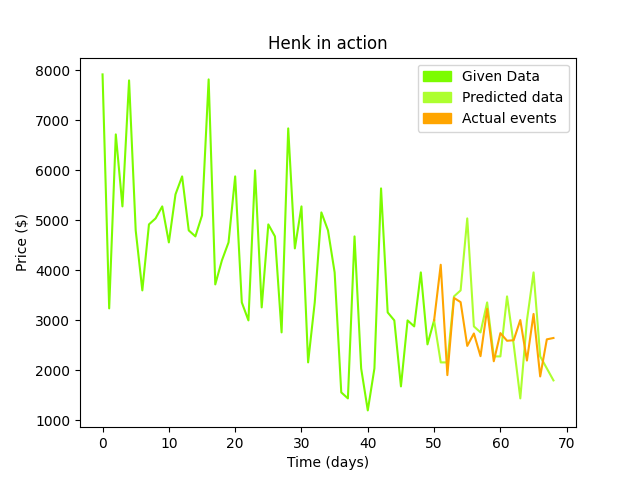 Henk in action
Given Data
Predicted data
Actual events
Price ($)
8000
7000
6000
5000
4000
3000
2000
1000
0 10 20 30 40 50 60 70
Time (days)